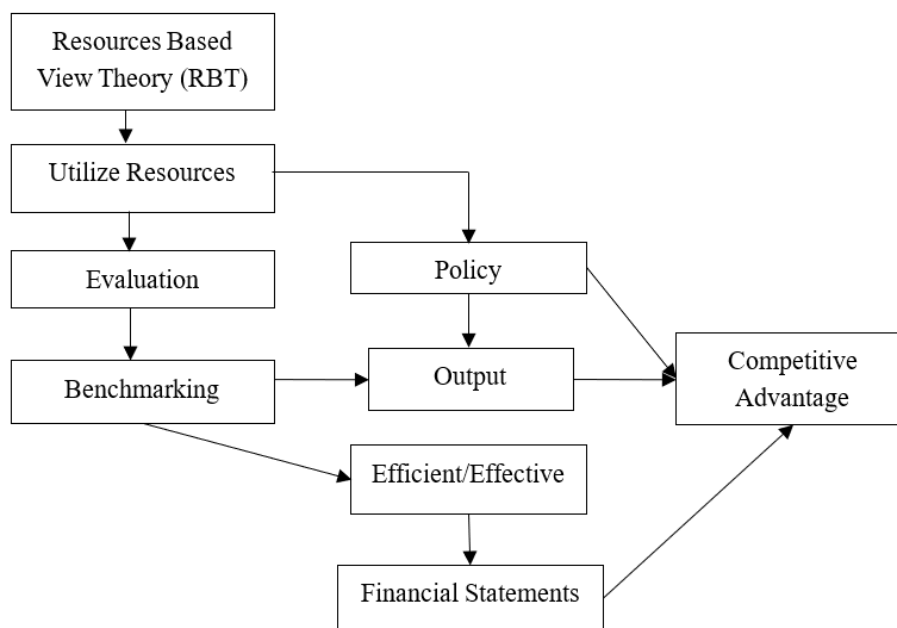 Resources Based
View Theory (RBT)
Utilize Resources
Evaluation
Policy
Benchmarking
Output
Competitive
Advantage
Efficient/Effective
Financial Statements